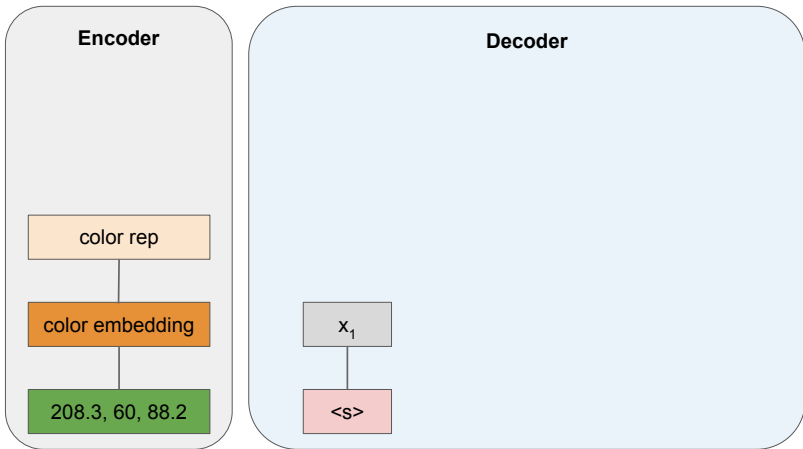 Encoder
Decoder
color rep
color embedding
x₁
208.3, 60, 88.2
<s>